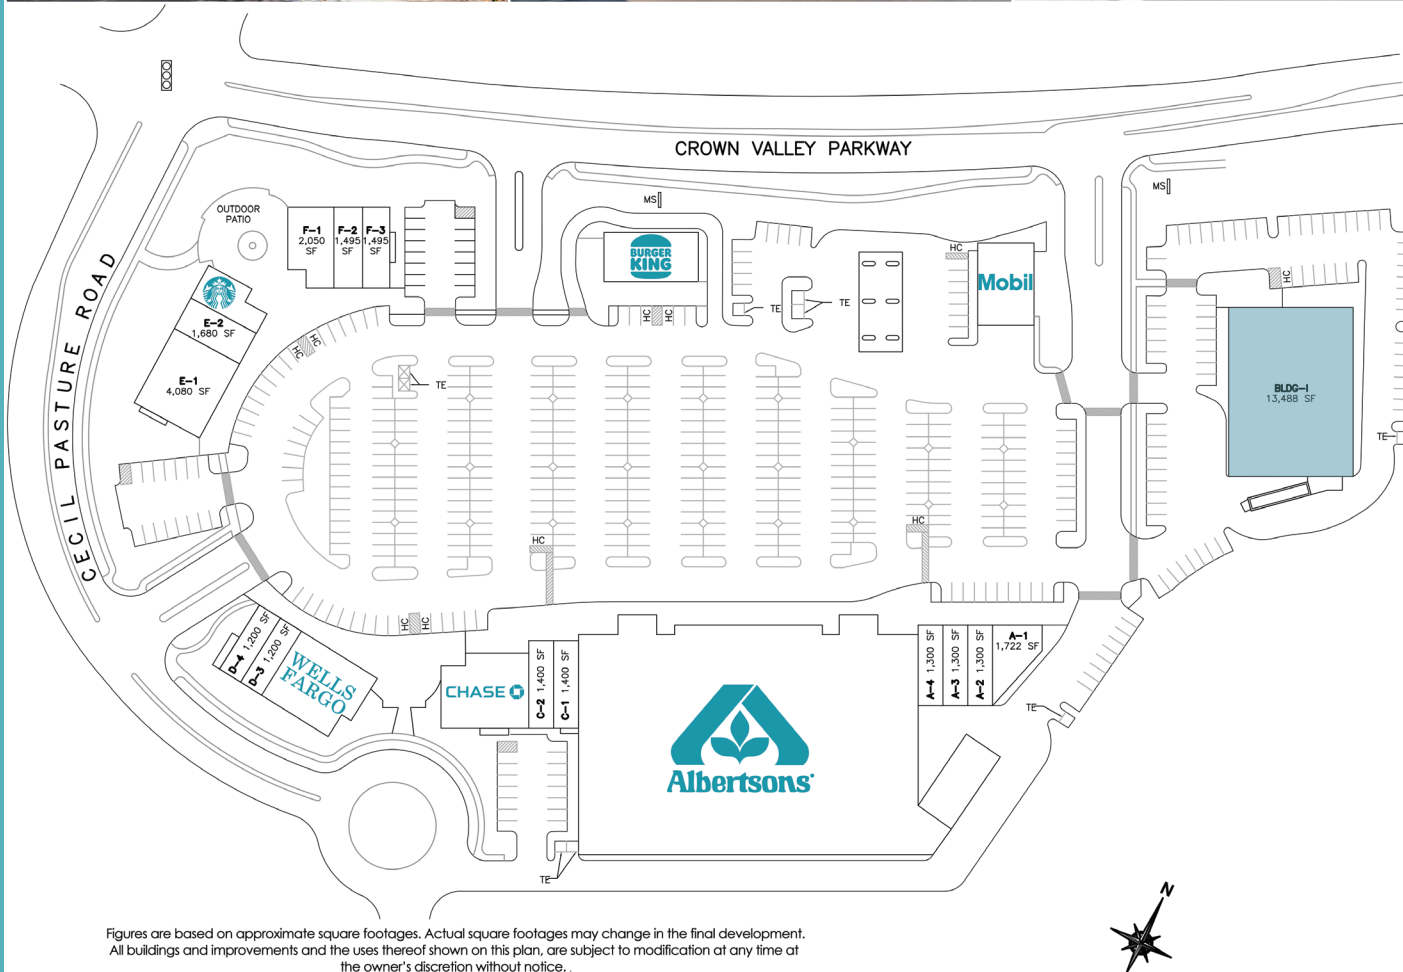 CROWN VALLEY PARKWAY
MS
MS
OUTDOOR
PATIO
F-1
2,050
SF
F-2
1,495
SF
F-3
1,495
SF
BURGER
KING
HC
HC
TE
TE
HC
Mobil
HC
BLDG-I
13,488 SF
TE
CECIL PASTURE ROAD
E-2
1,680 SF
E-1
4,080 SF
HC
HC
TE
HC
HC
HC
HC
D-4 1,200 SF
D-3 1,200 SF
WELLS
FARGO
CHASE
C-2 1,400 SF
C-1 1,400 SF
Albertsons
A-4 1,300 SF
A-3 1,300 SF
A-2 1,300 SF
A-1
1,722 SF
TE
TE
N
Figures are based on approximate square footages. Actual square footages may change in the final development.
All buildings and improvements and the uses thereof shown on this plan, are subject to modification at any time at
the owner's discretion without notice. .